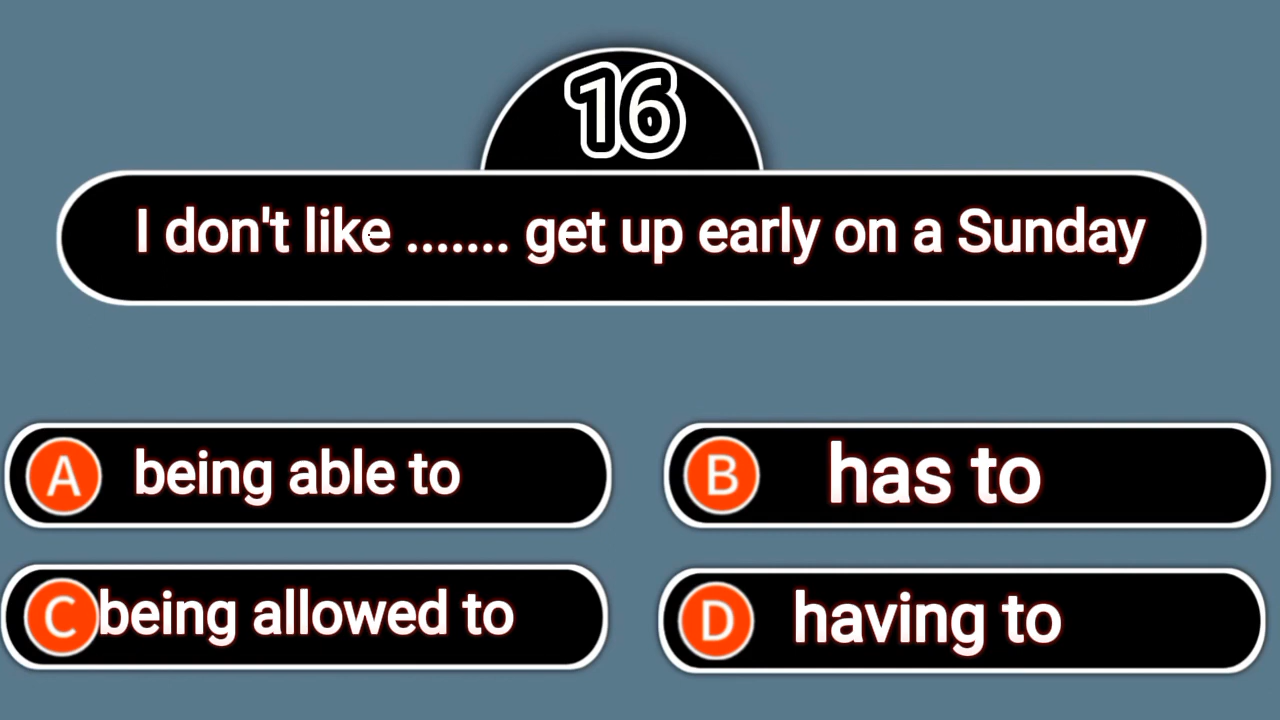 16
I don't like ....... get up early on a Sunday
A being able to
B has to
C being allowed to
D having to